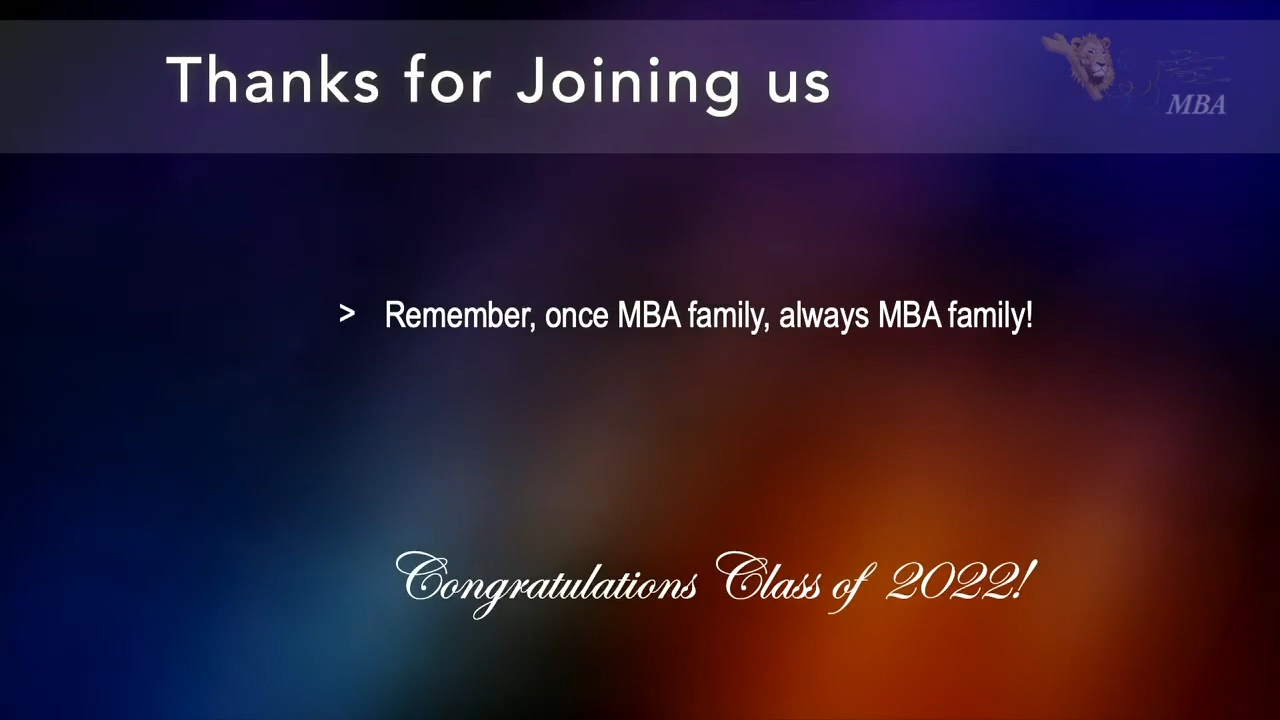 Thanks for Joining us
MBA
> Remember, once MBA family, always MBA family!
Congratulations Class of 2022!